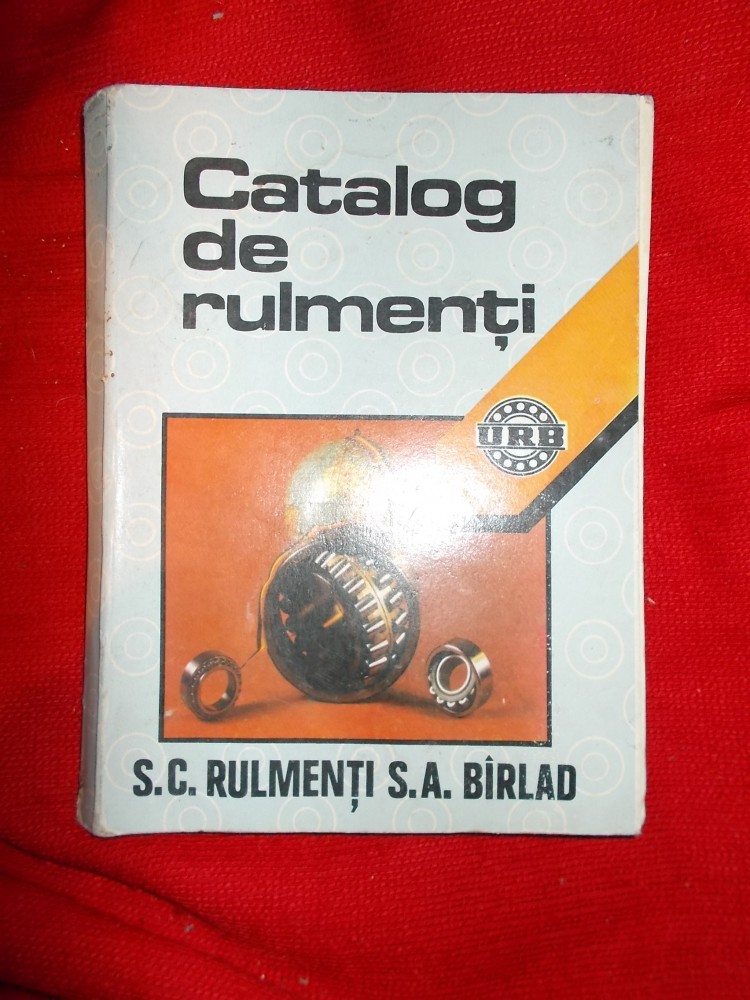 Catalog
de
rulmenți
URB
S.C. RULMENȚI S.A. BÎRLAD